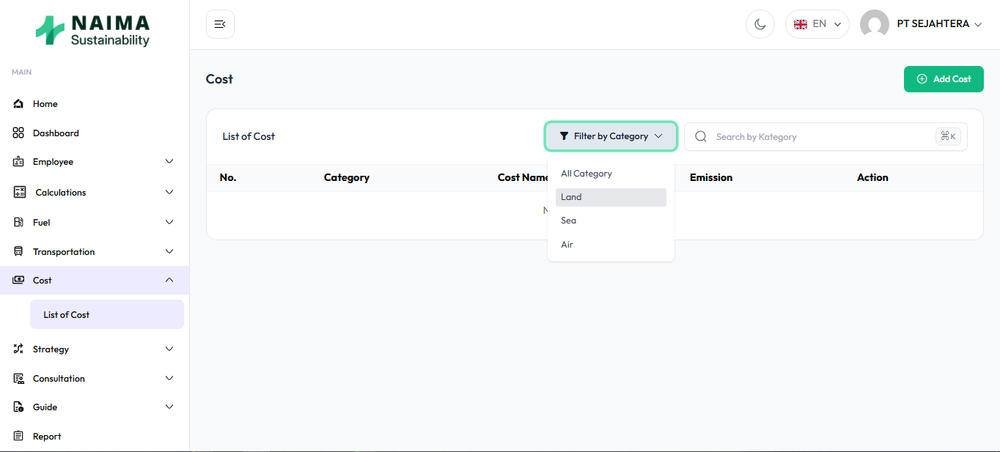 NAIMA
Sustainability
EN
PT SEJAHTERA
MAIN
Home
Dashboard
Employee
Calculations
Fuel
Transportation
Cost
List of Cost
Strategy
Consultation
Guide
Report
Cost
Add Cost
List of Cost
Filter by Category
Search by Kategory
⌘K
No.
Category
Cost Name
Emission
Action
All Category
Land
Sea
Air